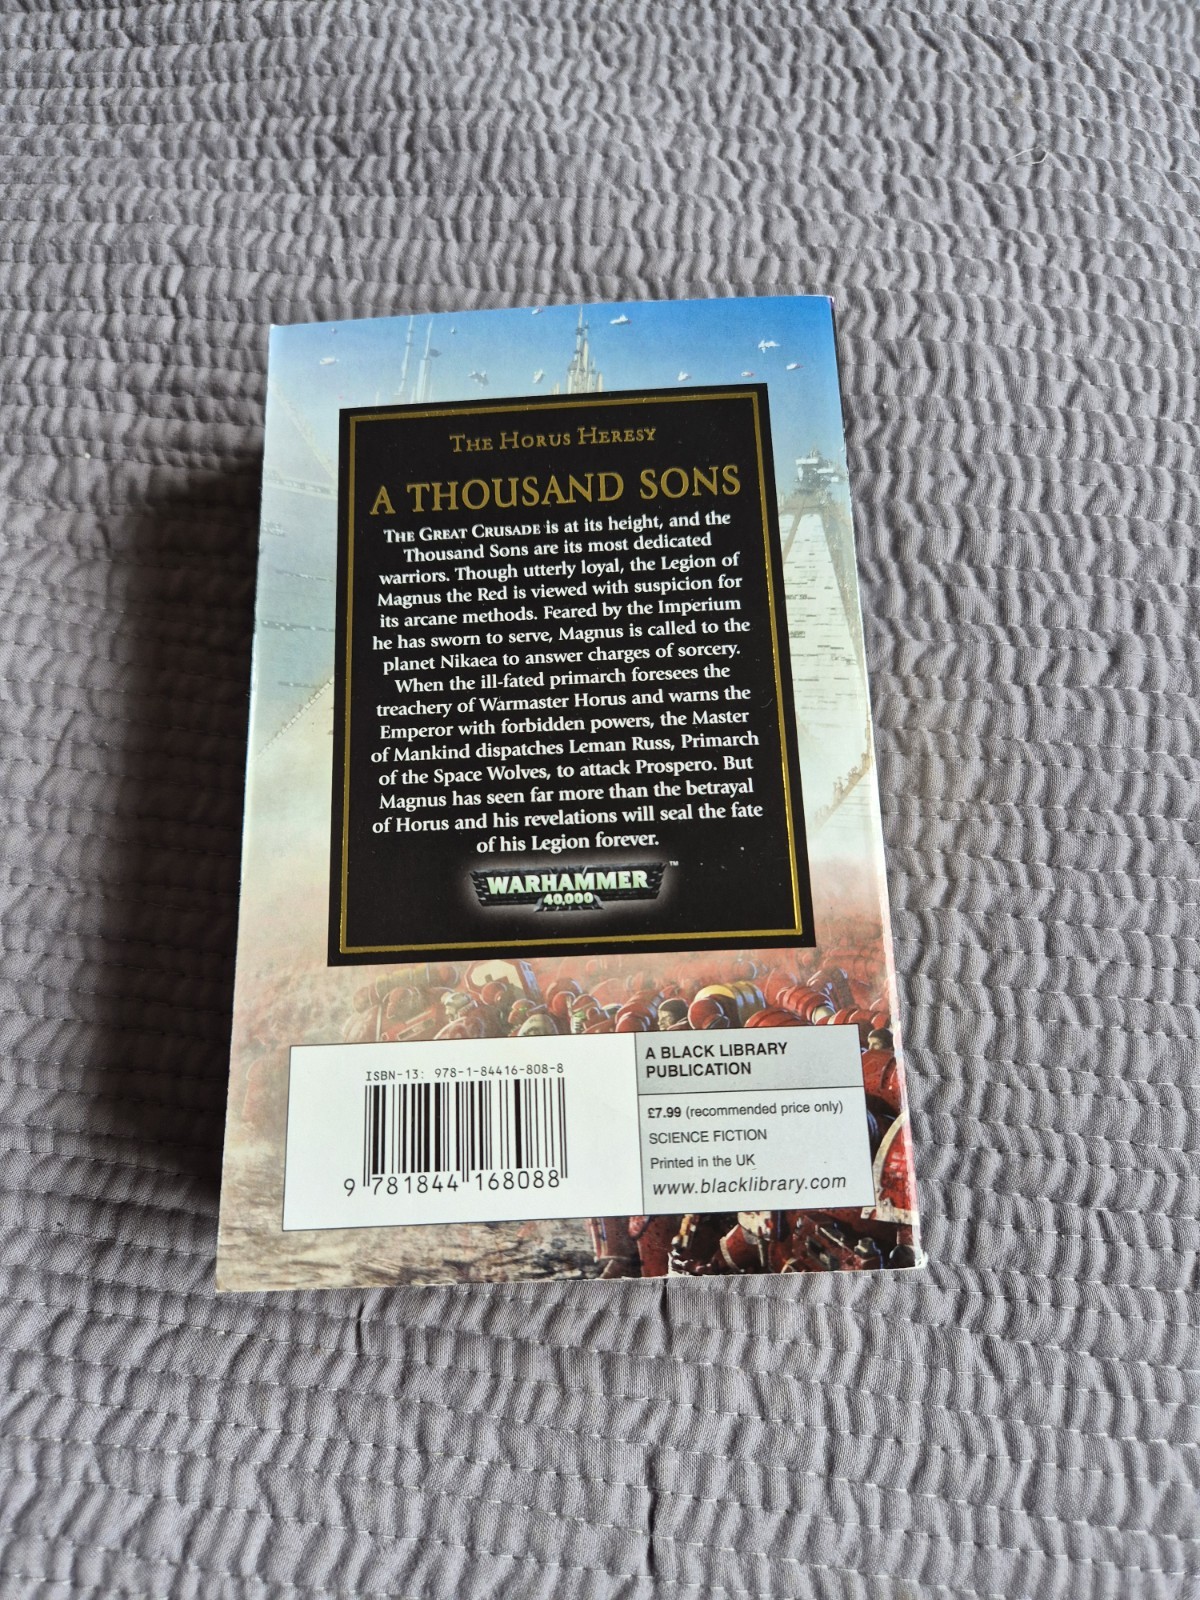 THE HORUS HERESY
A THOUSAND SONS
THE GREAT CRUSADE is at its height, and the
Thousand Sons are its most dedicated
warriors. Though utterly loyal, the Legion of
Magnus the Red is viewed with suspicion for
its arcane methods. Feared by the Imperium
he has sworn to serve, Magnus is called to the
planet Nikaea to answer charges of sorcery.
When the ill-fated primarch foresees the
treachery of Warmaster Horus and warns the
Emperor with forbidden powers, the Master
of Mankind dispatches Leman Russ, Primarch
of the Space Wolves, to attack Prospero. But
Magnus has seen far more than the betrayal
of Horus and his revelations will seal the fate
of his Legion forever.
WARHAMMER™
40,000
ISBN-13: 978-1-84416-808-8
9 781844 168088
A BLACK LIBRARY
PUBLICATION
£7.99 (recommended price only)
SCIENCE FICTION
Printed in the UK
www.blacklibrary.com